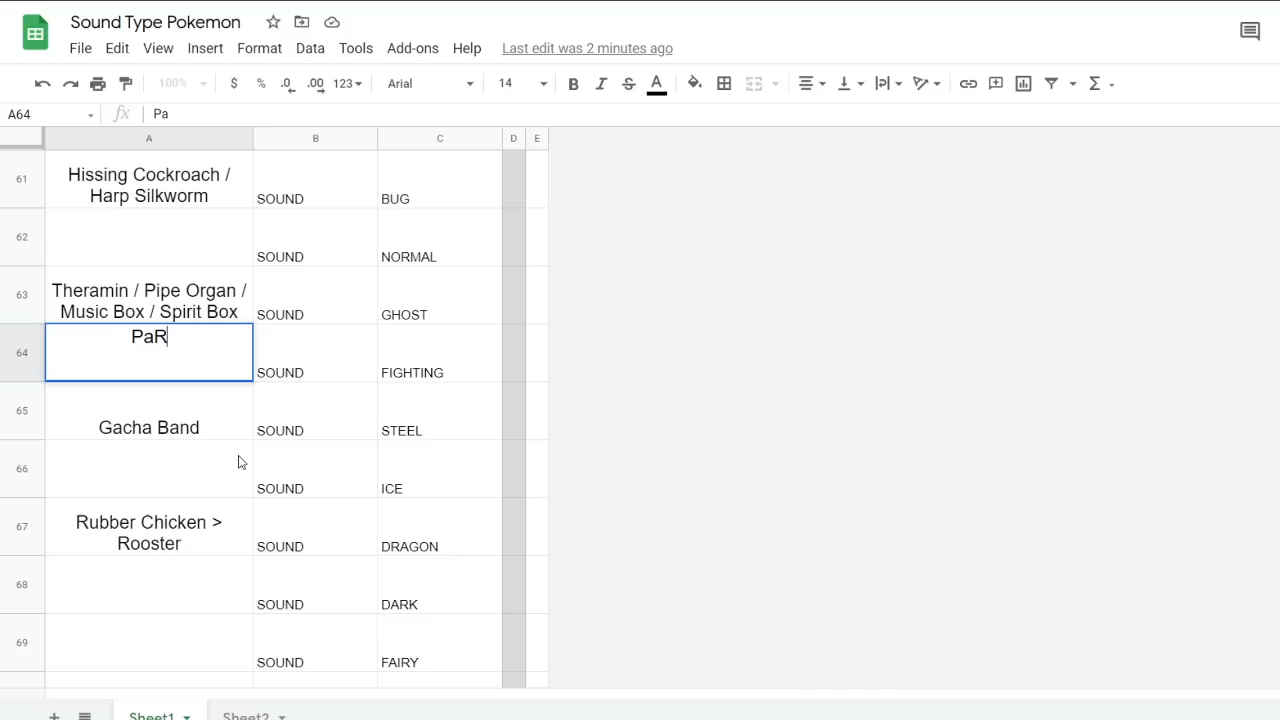 Sound Type Pokemon
File Edit View Insert Format Data Tools Add-ons Help Last edit was 2 minutes ago
100% $ % .0 .00 123 Arial 14 B I S A Σ
A64 fx Pa
A B C D E
61 Hissing Cockroach / Harp Silkworm SOUND BUG
62 SOUND NORMAL
63 Theramin / Pipe Organ / Music Box / Spirit Box SOUND GHOST
64 PaR SOUND FIGHTING
65 Gacha Band SOUND STEEL
66 SOUND ICE
67 Rubber Chicken > Rooster SOUND DRAGON
68 SOUND DARK
69 SOUND FAIRY
+ Sheet1 Sheet2